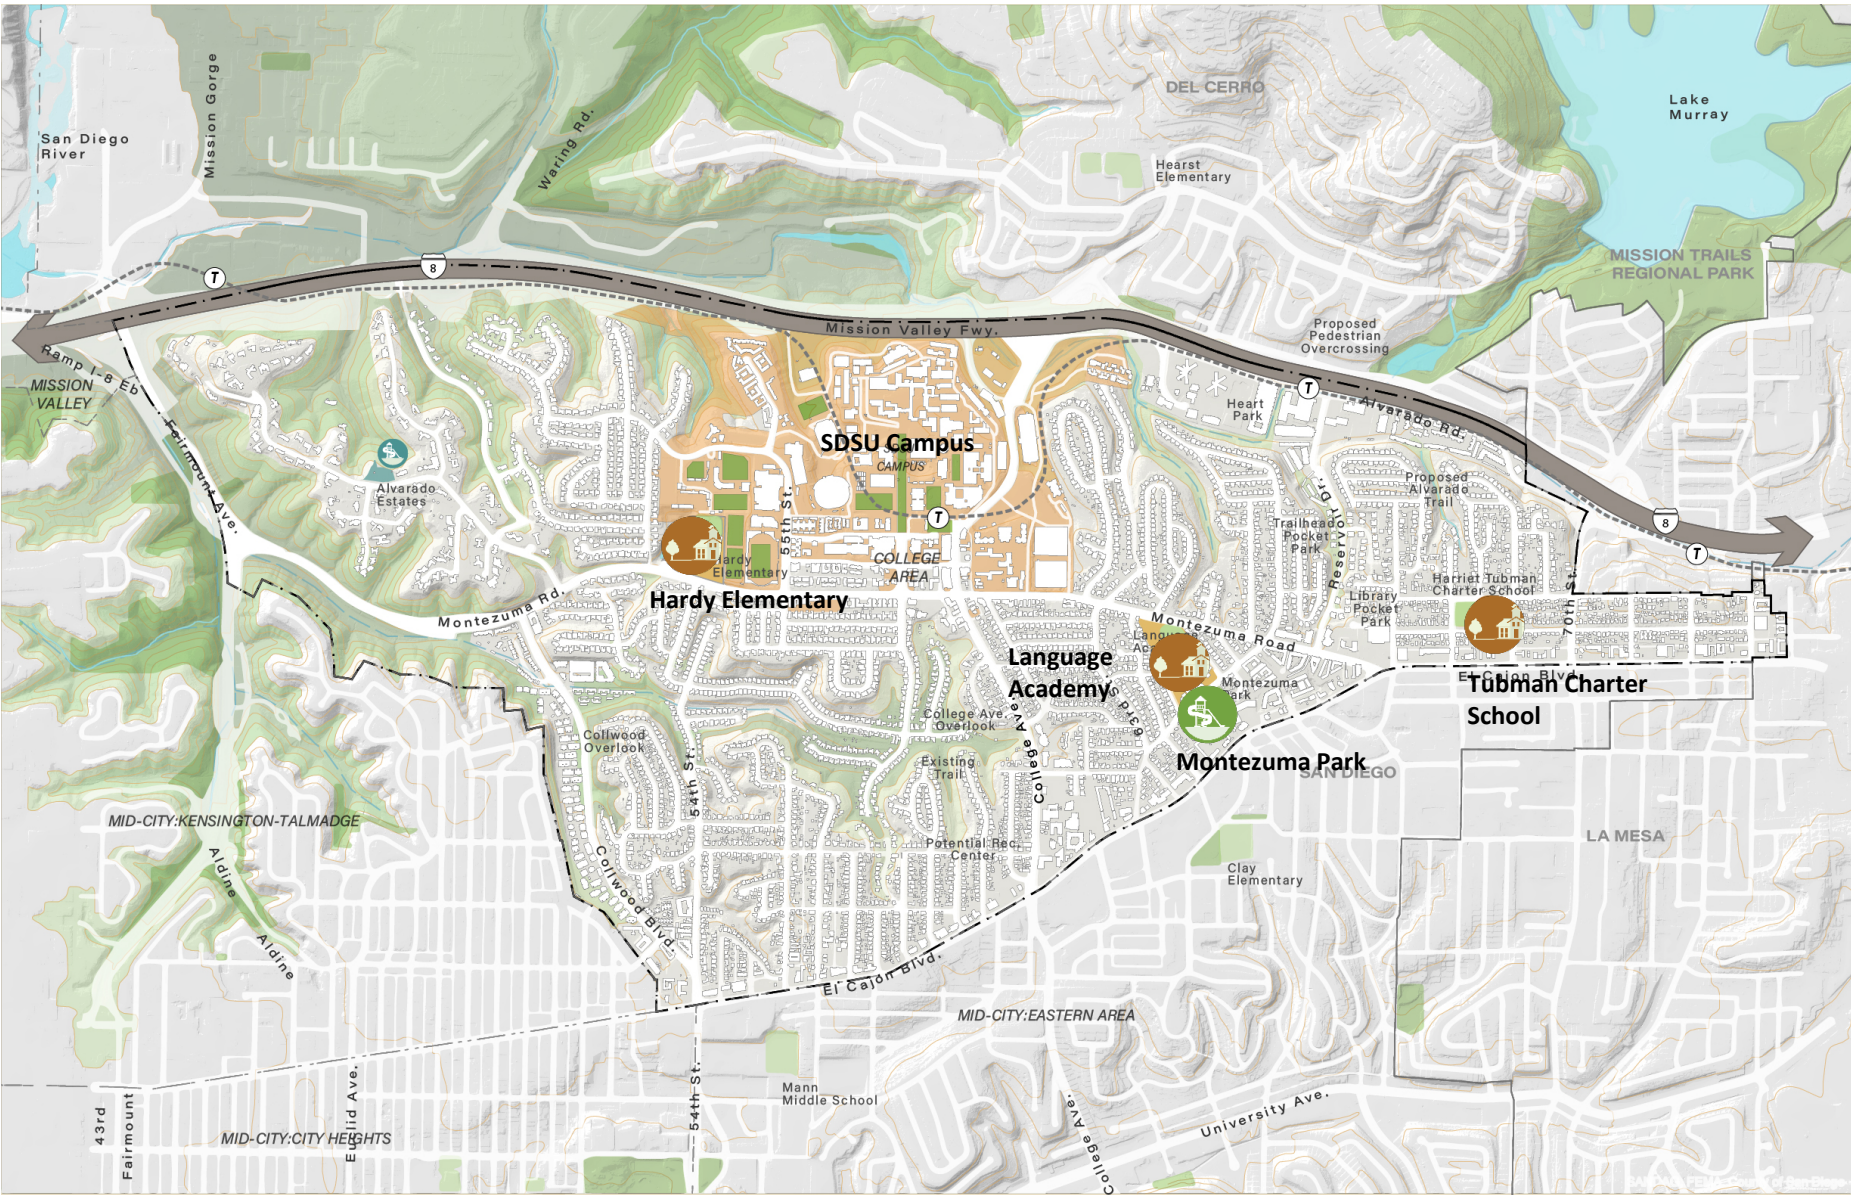 Mission Gorge
Waring Rd.
San Diego
River
DEL CERRO
Lake
Murray
Hearst
Elementary
MISSION TRAILS
REGIONAL PARK
T
8
Mission Valley Fwy.
Proposed
Pedestrian
Overcrossing
Ramp I-8 Eb
MISSION
VALLEY
Fairmount Ave.
T
Alvarado Rd.
Heart
Park
SDSU Campus
CAMPUS
Alvarado
Estates
Proposed
Alvarado
Trail
Reservoir Dr.
Trailhead
Pocket
Park
55th St.
T
8
T
COLLEGE
AREA
Hardy
Elementary
Hardy Elementary
Montezuma Rd.
Harriet Tubman
Charter School
70th St.
Library
Pocket
Park
Montezuma Road
Language
Language
Academy
63rd S
Montezuma
Park
El Cajon Blvd.
Tubman Charter
School
Montezuma Park
SAN DIEGO
College Ave.
Overlook
College Ave.
Collwood
Overlook
54th St.
Existing
Trail
Potential Rec.
Center
MID-CITY:KENSINGTON-TALMADGE
LA MESA
Aldine
Aldine
Collwood Blvd.
Clay
Elementary
El Cajon Blvd.
MID-CITY:EASTERN AREA
Mann
Middle School
54th St.
College Ave.
University Ave.
43rd
Fairmount
Euclid Ave.
MID-CITY:CITY HEIGHTS